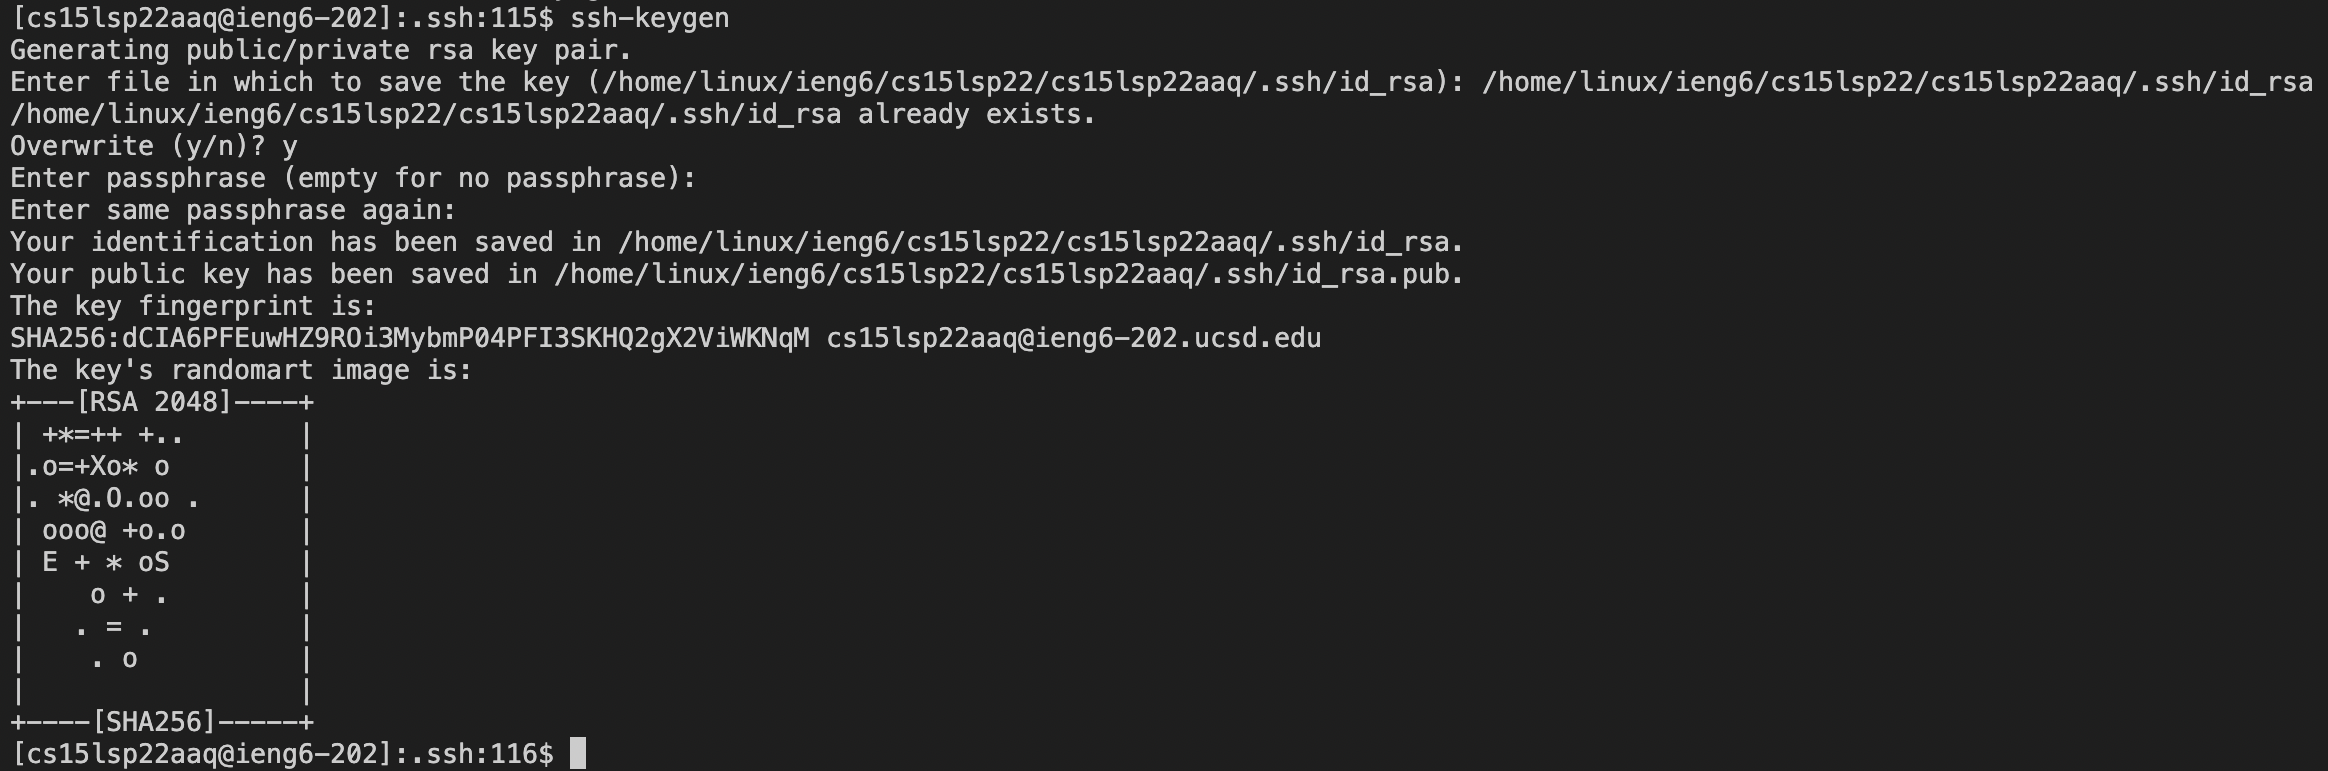 [cs15lsp22aaq@ieng6-202]:.ssh:115$ ssh-keygen
Generating public/private rsa key pair.
Enter file in which to save the key (/home/linux/ieng6/cs15lsp22/cs15lsp22aaq/.ssh/id_rsa): /home/linux/ieng6/cs15lsp22/cs15lsp22aaq/.ssh/id_rsa
/home/linux/ieng6/cs15lsp22/cs15lsp22aaq/.ssh/id_rsa already exists.
Overwrite (y/n)? y
Enter passphrase (empty for no passphrase):
Enter same passphrase again:
Your identification has been saved in /home/linux/ieng6/cs15lsp22/cs15lsp22aaq/.ssh/id_rsa.
Your public key has been saved in /home/linux/ieng6/cs15lsp22/cs15lsp22aaq/.ssh/id_rsa.pub.
The key fingerprint is:
SHA256:dCIA6PFEuwHZ9ROi3MybmP04PFI3SKHQ2gX2ViWKNqM cs15lsp22aaq@ieng6-202.ucsd.edu
The key's randomart image is:
+---[RSA 2048]----+
| +*=++ +..       |
|.o=+Xo* o        |
|. *@.O.oo .      |
| ooo@ +o.o       |
| E + * oS        |
|    o + .        |
|   . = .         |
|    . o          |
|                 |
+----[SHA256]-----+
[cs15lsp22aaq@ieng6-202]:.ssh:116$